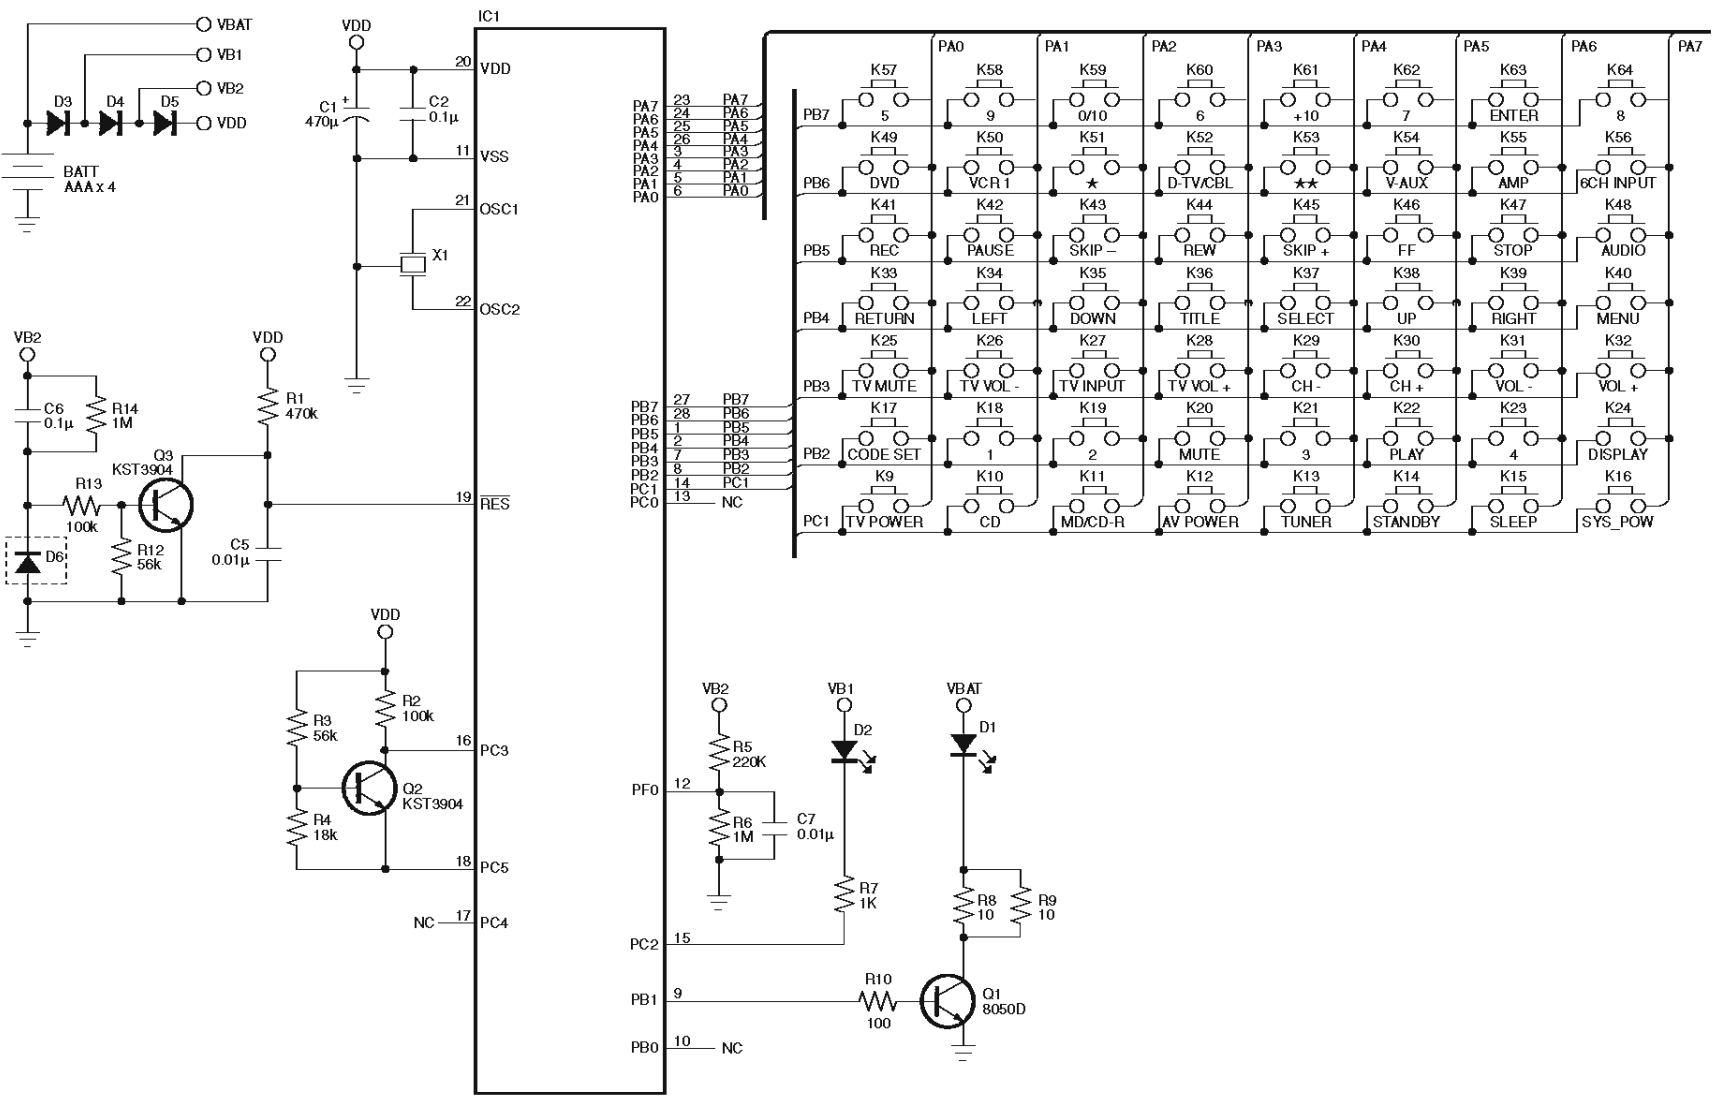 IC1
VBAT
VB1
VB2
VDD
D3 D4 D5
BATT
AAA x 4
VDD
C1 +
470µ
C2
0.1µ
20 VDD
11 VSS
21 OSC1
X1
22 OSC2
VB2
C6
0.1µ
R14
1M
VDD
R1
470k
Q3
KST3904
R13
100k
R12
56k
D6
C5
0.01µ
19 RES
VDD
R3
56k
R2
100k
R4
18k
Q2
KST3904
16 PC3
18 PC5
NC 17 PC4
PA7 23 PA7
PA6 24 PA6
PA5 25 PA5
PA4 26 PA4
PA3 3 PA3
PA2 4 PA2
PA1 5 PA1
PA0 6 PA0
PB7 27 PB7
PB6 28 PB6
PB5 1 PB5
PB4 2 PB4
PB3 7 PB3
PB2 8 PB2
PC1 14 PC1
PC0 13 NC
PA0 PA1 PA2 PA3 PA4 PA5 PA6 PA7
K57 K58 K59 K60 K61 K62 K63 K64
PB7 5 9 0/10 6 +10 7 ENTER 8
K49 K50 K51 K52 K53 K54 K55 K56
PB6 DVD VCR 1 ★ D-TV/CBL ★★ V-AUX AMP 6CH INPUT
K41 K42 K43 K44 K45 K46 K47 K48
PB5 REC PAUSE SKIP – REW SKIP + FF STOP AUDIO
K33 K34 K35 K36 K37 K38 K39 K40
PB4 RETURN LEFT DOWN TITLE SELECT UP RIGHT MENU
K25 K26 K27 K28 K29 K30 K31 K32
PB3 TV MUTE TV VOL - TV INPUT TV VOL + CH - CH + VOL - VOL +
K17 K18 K19 K20 K21 K22 K23 K24
PB2 CODE SET 1 2 MUTE 3 PLAY 4 DISPLAY
K9 K10 K11 K12 K13 K14 K15 K16
PC1 TV POWER CD MD/CD-R AV POWER TUNER STANDBY SLEEP SYS_POW
VB2
R5
220K
PF0 12
R6
1M
C7
0.01µ
VB1
D2
R7
1K
PC2 15
VBAT
D1
R8
10
R9
10
PB1 9
R10
100
Q1
8050D
PB0 10 NC